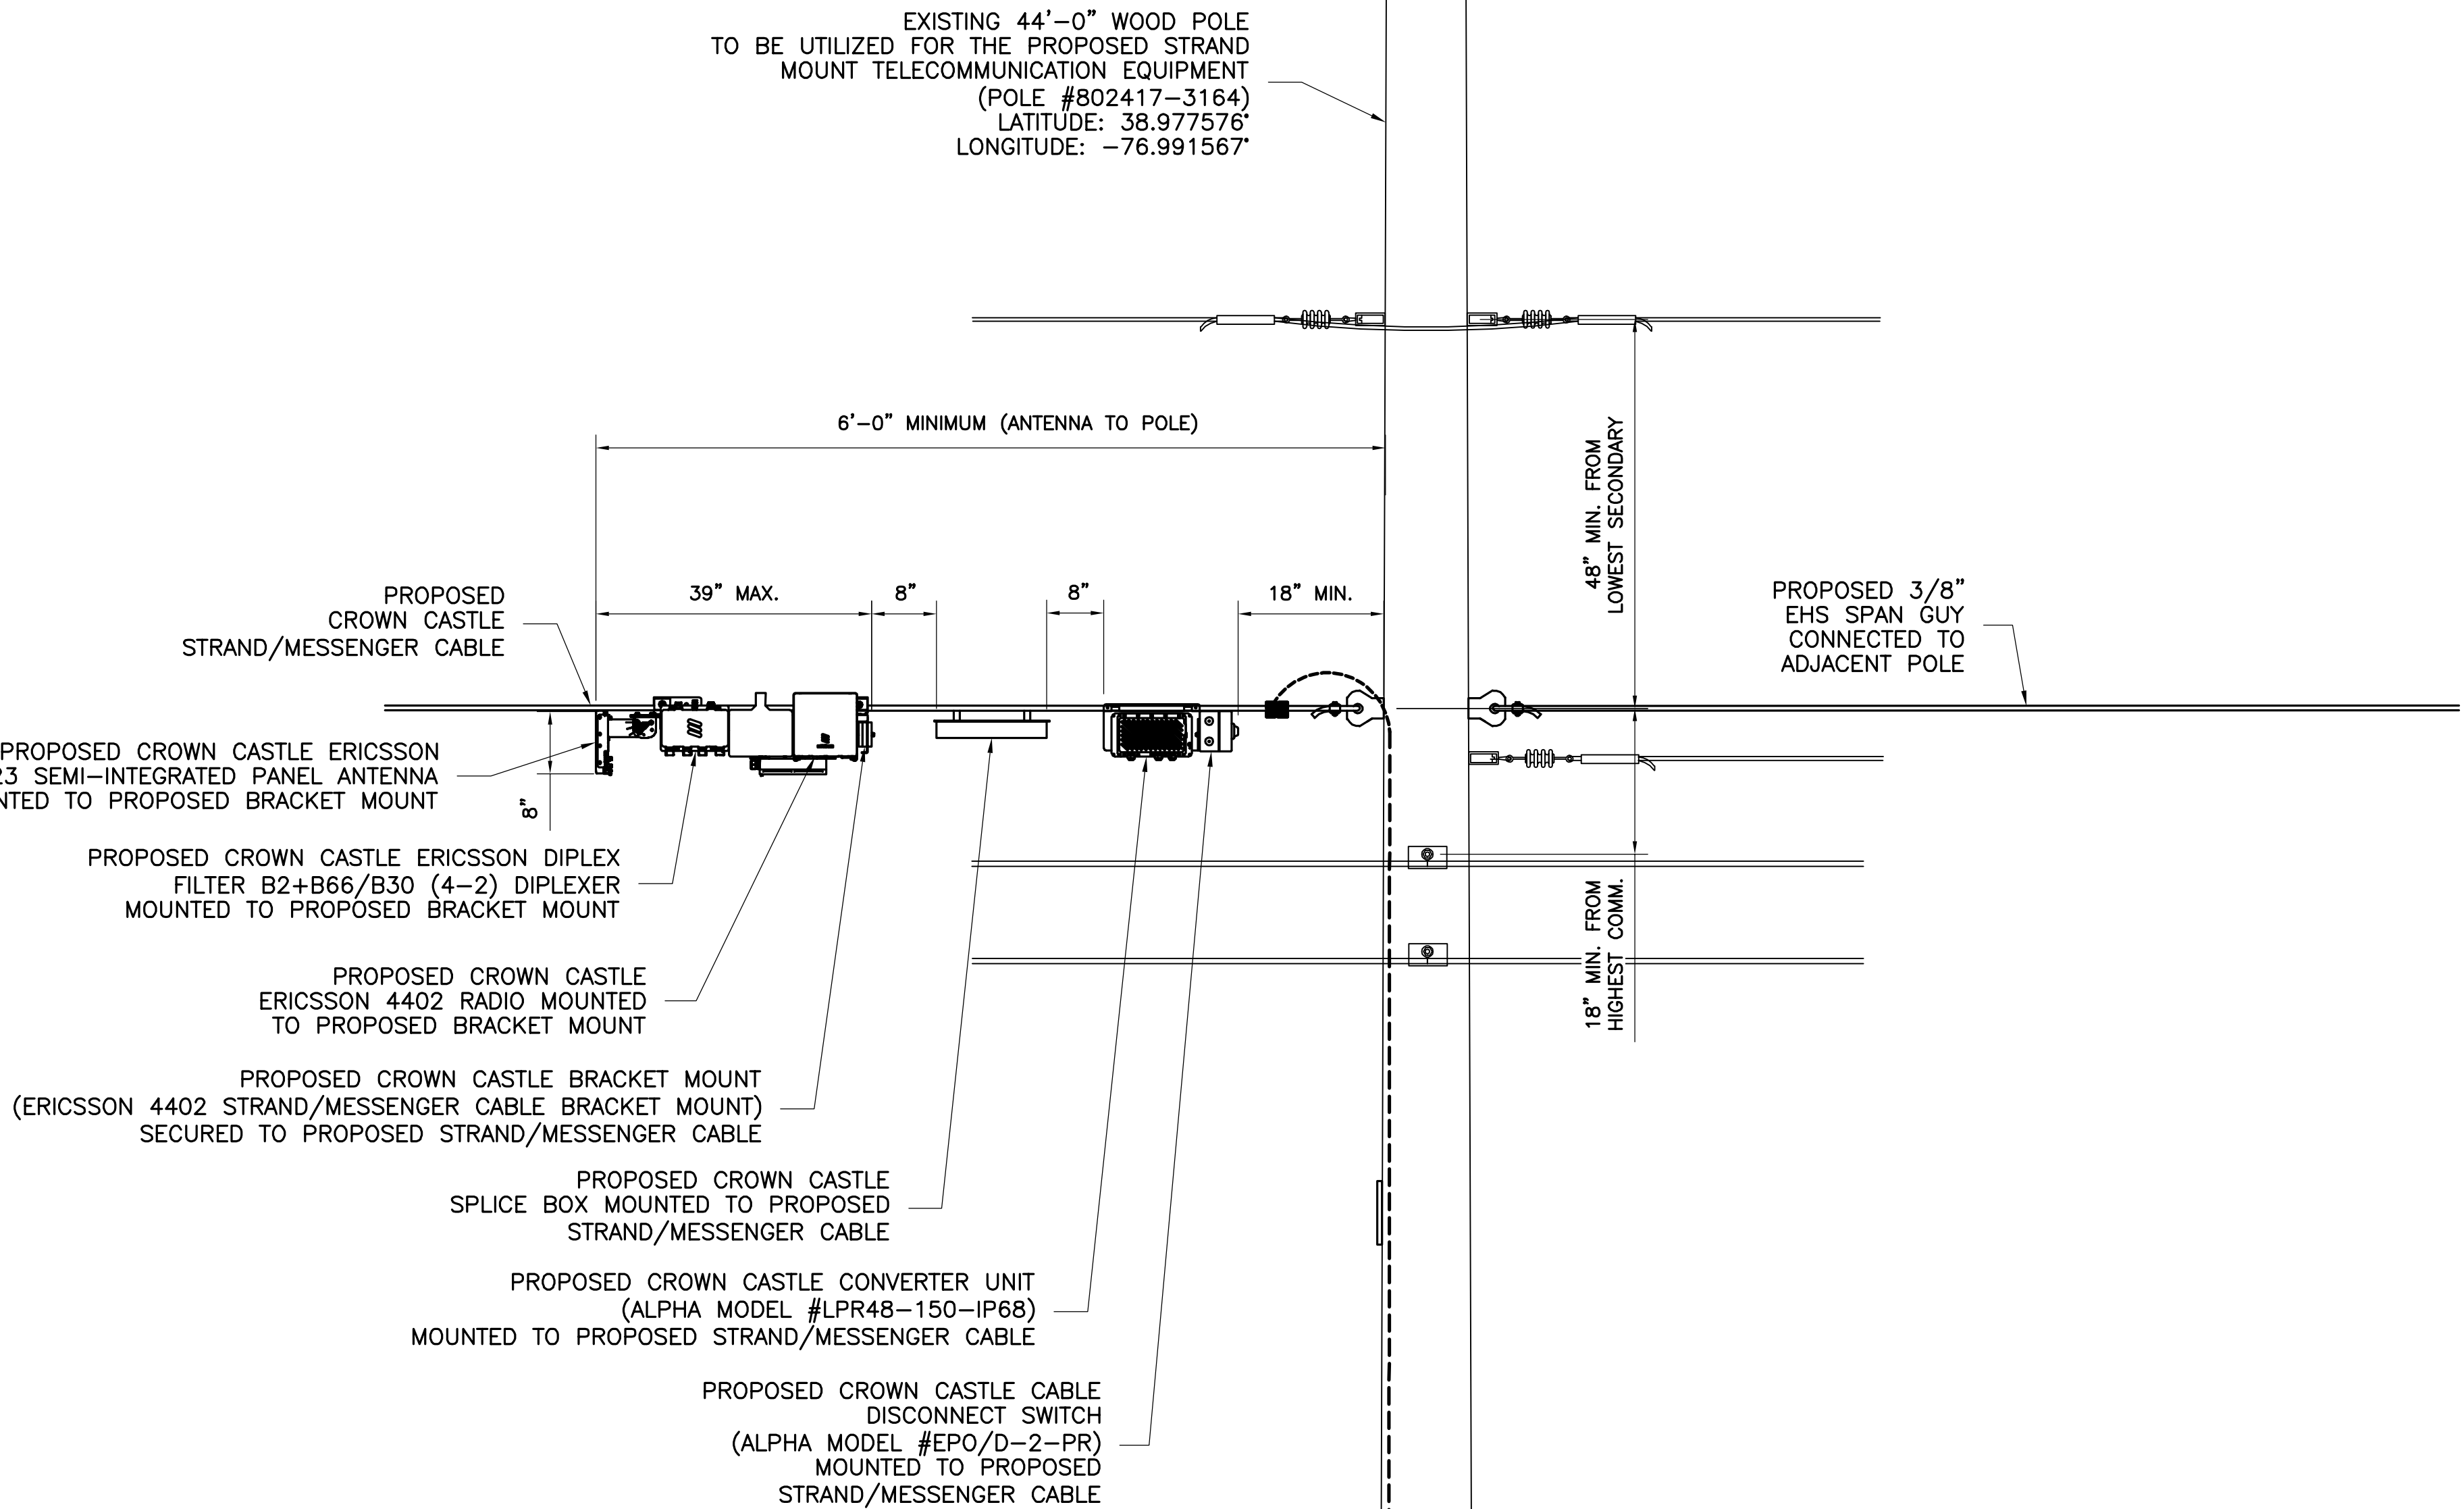 EXISTING 44'-0" WOOD POLE
TO BE UTILIZED FOR THE PROPOSED STRAND
MOUNT TELECOMMUNICATION EQUIPMENT
(POLE #802417-3164)
LATITUDE: 38.977576°
LONGITUDE: -76.991567°
6'-0" MINIMUM (ANTENNA TO POLE)
48" MIN. FROM
LOWEST SECONDARY
39" MAX.
8"
8"
18" MIN.
PROPOSED
CROWN CASTLE
STRAND/MESSENGER CABLE
PROPOSED 3/8"
EHS SPAN GUY
CONNECTED TO
ADJACENT POLE
PROPOSED CROWN CASTLE ERICSSON
23 SEMI-INTEGRATED PANEL ANTENNA
NTED TO PROPOSED BRACKET MOUNT
8"
PROPOSED CROWN CASTLE ERICSSON DIPLEX
FILTER B2+B66/B30 (4-2) DIPLEXER
MOUNTED TO PROPOSED BRACKET MOUNT
18" MIN. FROM
HIGHEST COMM.
PROPOSED CROWN CASTLE
ERICSSON 4402 RADIO MOUNTED
TO PROPOSED BRACKET MOUNT
PROPOSED CROWN CASTLE BRACKET MOUNT
(ERICSSON 4402 STRAND/MESSENGER CABLE BRACKET MOUNT)
SECURED TO PROPOSED STRAND/MESSENGER CABLE
PROPOSED CROWN CASTLE
SPLICE BOX MOUNTED TO PROPOSED
STRAND/MESSENGER CABLE
PROPOSED CROWN CASTLE CONVERTER UNIT
(ALPHA MODEL #LPR48-150-IP68)
MOUNTED TO PROPOSED STRAND/MESSENGER CABLE
PROPOSED CROWN CASTLE CABLE
DISCONNECT SWITCH
(ALPHA MODEL #EPO/D-2-PR)
MOUNTED TO PROPOSED
STRAND/MESSENGER CABLE